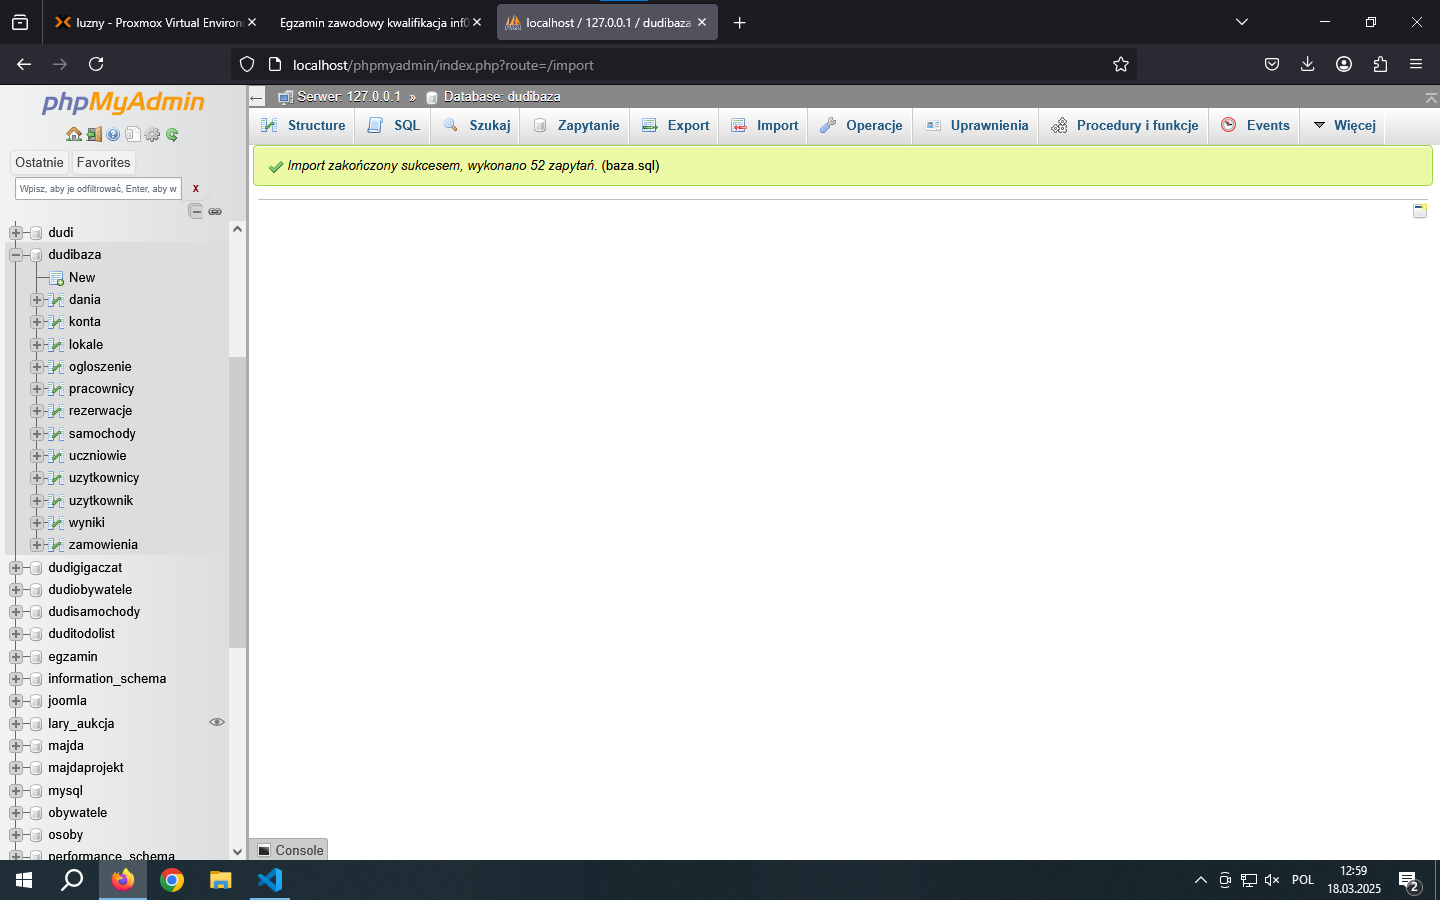 luzny - Proxmox Virtual Environ
Egzamin zawodowy kwalifikacja inf0
localhost / 127.0.0.1 / dudibaza
localhost/phpmyadmin/index.php?route=/import
phpMyAdmin
Ostatnie
Favorites
Wpisz, aby je odfiltrować, Enter, aby w
X
dudi
dudibaza
New
dania
konta
lokale
ogloszenie
pracownicy
rezerwacje
samochody
uczniowie
uzytkownicy
uzytkownik
wyniki
zamowienia
dudigigaczat
dudiobywatele
dudisamochody
duditodolist
egzamin
information_schema
joomla
lary_aukcja
majda
majdaprojekt
mysql
obywatele
osoby
performance_schema
Serwer: 127.0.0.1 » Database: dudibaza
Structure
SQL
Szukaj
Zapytanie
Export
Import
Operacje
Uprawnienia
Procedury i funkcje
Events
Więcej
Import zakończony sukcesem, wykonano 52 zapytań. (baza.sql)
Console
POL
12:59
18.03.2025
2